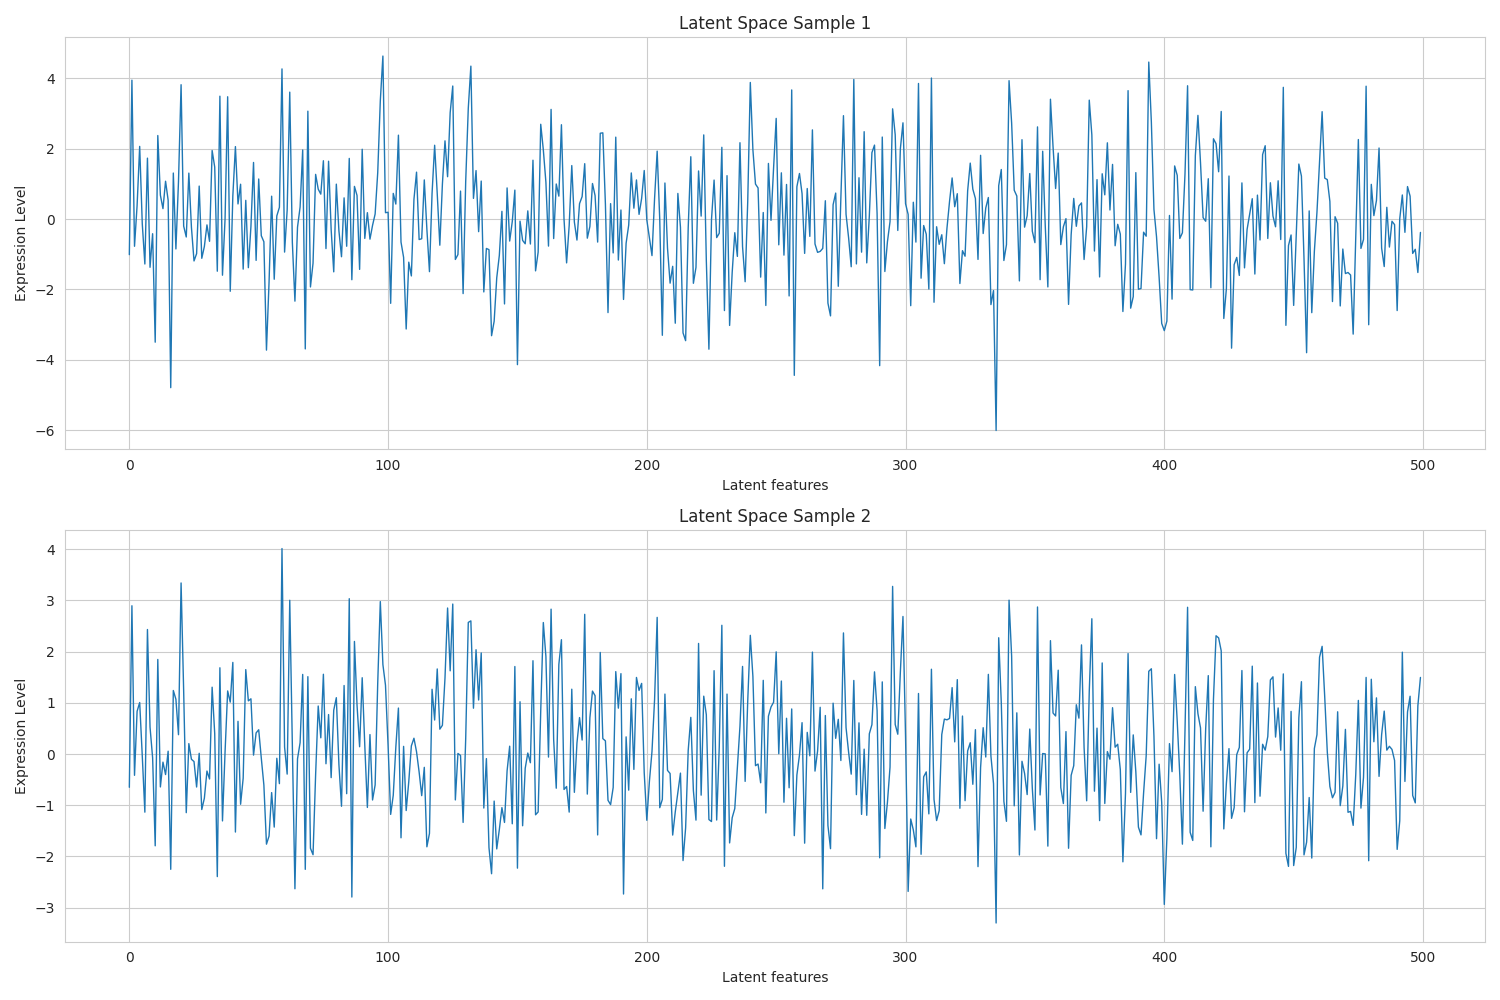 Latent Space Sample 1
Expression Level
4
2
0
−2
−4
−6
0 100 200 300 400 500
Latent features
Latent Space Sample 2
Expression Level
4
3
2
1
0
−1
−2
−3
0 100 200 300 400 500
Latent features